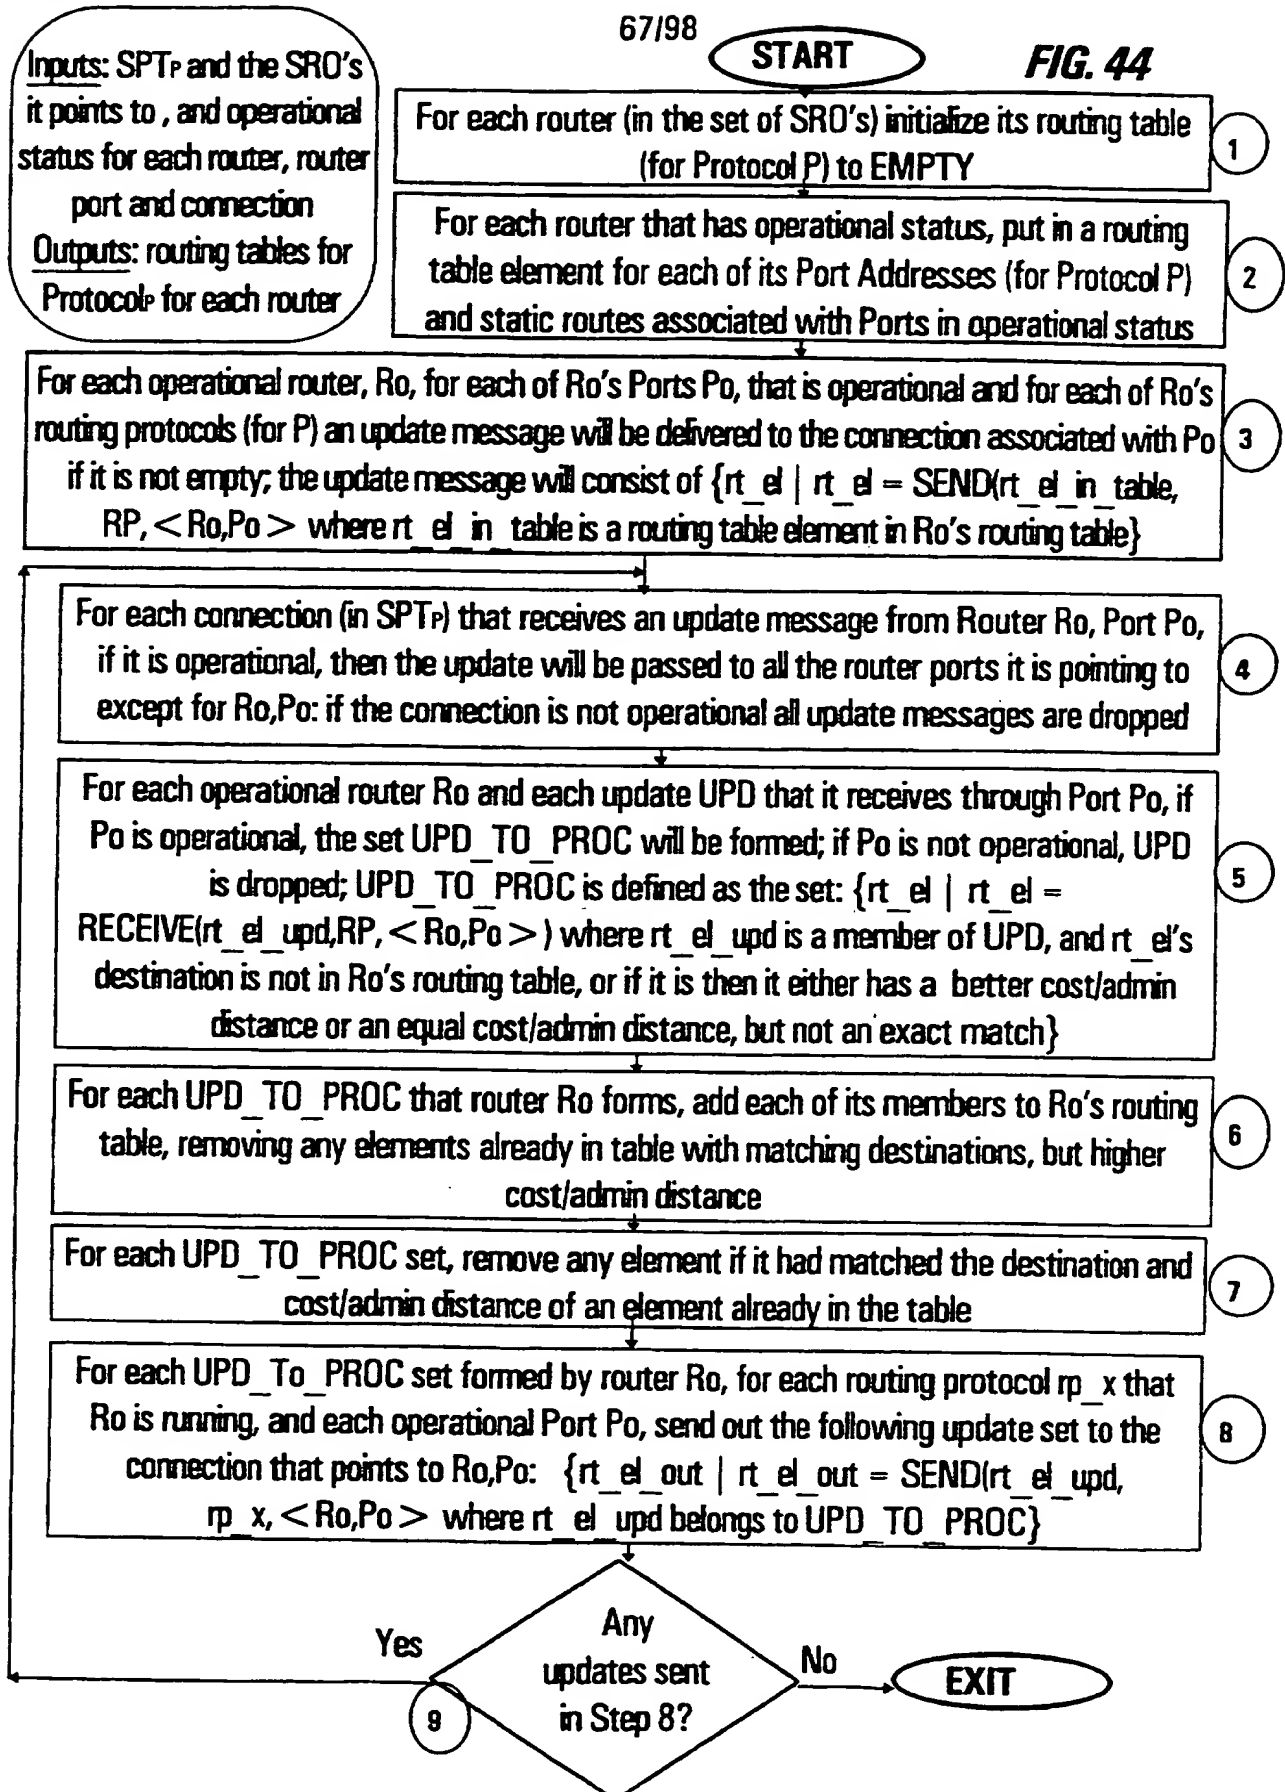 67/98
START
FIG. 44
Inputs: SPTP and the SRO's
it points to , and operational
status for each router, router
port and connection
Outputs: routing tables for
ProtocolP for each router
For each router (in the set of SRO's) initialize its routing table
(for Protocol P) to EMPTY
1
For each router that has operational status, put in a routing
table element for each of its Port Addresses (for Protocol P)
and static routes associated with Ports in operational status
2
For each operational router, Ro, for each of Ro's Ports Po, that is operational and for each of Ro's
routing protocols (for P) an update message will be delivered to the connection associated with Po
if it is not empty; the update message will consist of {rt_el | rt_el = SEND(rt_el_in_table,
RP, < Ro,Po > where rt_el_in_table is a routing table element in Ro's routing table}
3
For each connection (in SPTP) that receives an update message from Router Ro, Port Po,
if it is operational, then the update will be passed to all the router ports it is pointing to
except for Ro,Po: if the connection is not operational all update messages are dropped
4
For each operational router Ro and each update UPD that it receives through Port Po, if
Po is operational, the set UPD_TO_PROC will be formed; if Po is not operational, UPD
is dropped; UPD_TO_PROC is defined as the set: {rt_el | rt_el =
RECEIVE(rt_el_upd,RP, < Ro,Po > ) where rt_el_upd is a member of UPD, and rt_el's
destination is not in Ro's routing table, or if it is then it either has a better cost/admin
distance or an equal cost/admin distance, but not an exact match}
5
For each UPD_TO_PROC that router Ro forms, add each of its members to Ro's routing
table, removing any elements already in table with matching destinations, but higher
cost/admin distance
6
For each UPD_TO_PROC set, remove any element if it had matched the destination and
cost/admin distance of an element already in the table
7
For each UPD_To_PROC set formed by router Ro, for each routing protocol rp_x that
Ro is running, and each operational Port Po, send out the following update set to the
connection that points to Ro,Po: {rt_el_out | rt_el_out = SEND(rt_el_upd,
rp_x, < Ro,Po > where rt_el_upd belongs to UPD_TO_PROC}
8
Any
updates sent
in Step 8?
Yes
No
EXIT
9